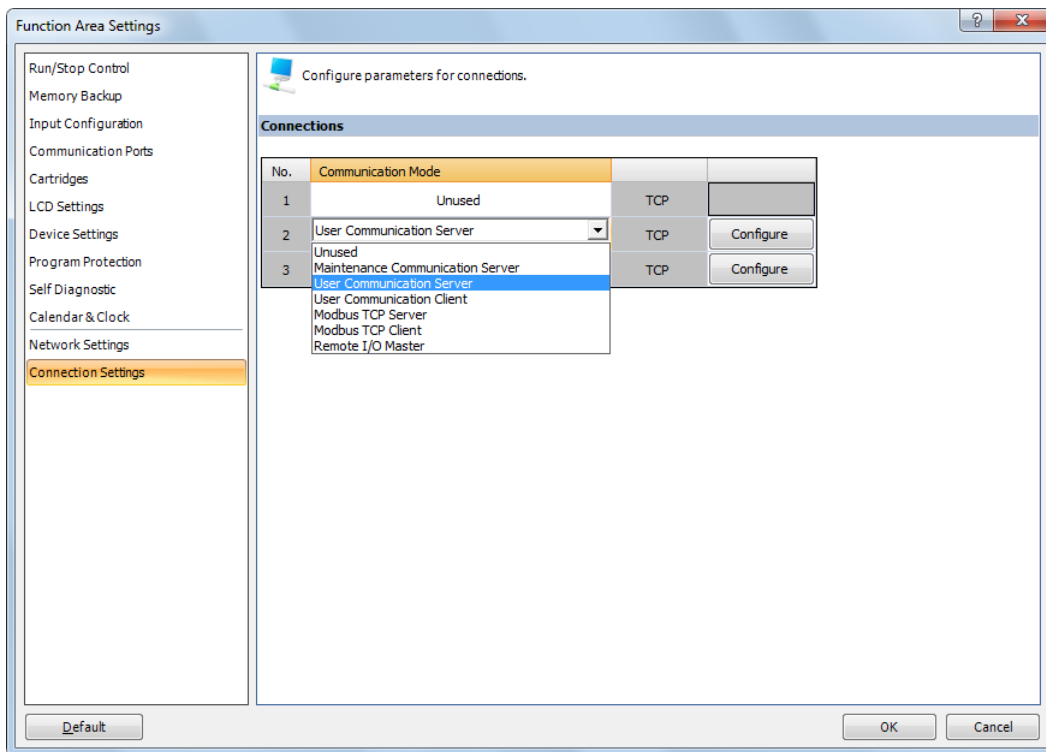 Function Area Settings
? X
Run/Stop Control
Memory Backup
Input Configuration
Communication Ports
Cartridges
LCD Settings
Device Settings
Program Protection
Self Diagnostic
Calendar & Clock
Network Settings
Connection Settings
Configure parameters for connections.
Connections
No. Communication Mode
1 Unused TCP
2 User Communication Server TCP Configure
3 TCP Configure
Unused
Maintenance Communication Server
User Communication Server
User Communication Client
Modbus TCP Server
Modbus TCP Client
Remote I/O Master
Default OK Cancel